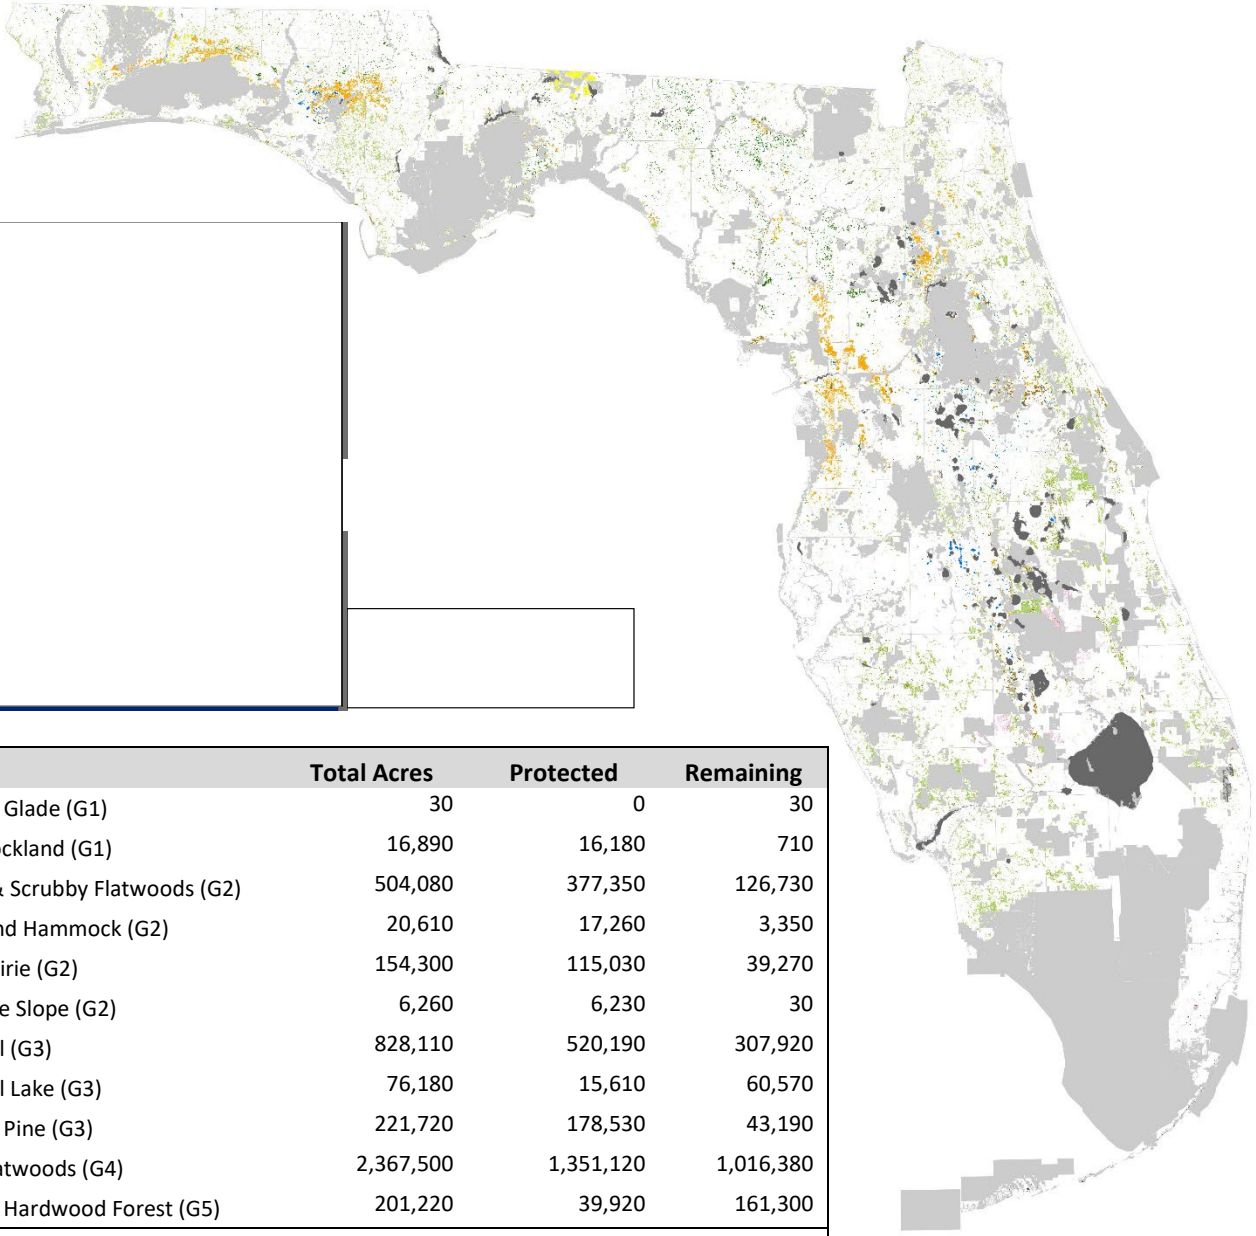 Total Acres Protected Remaining
Glade (G1) 30 0 30
ockland (G1) 16,890 16,180 710
& Scrubby Flatwoods (G2) 504,080 377,350 126,730
nd Hammock (G2) 20,610 17,260 3,350
irie (G2) 154,300 115,030 39,270
e Slope (G2) 6,260 6,230 30
l (G3) 828,110 520,190 307,920
l Lake (G3) 76,180 15,610 60,570
Pine (G3) 221,720 178,530 43,190
atwoods (G4) 2,367,500 1,351,120 1,016,380
Hardwood Forest (G5) 201,220 39,920 161,300